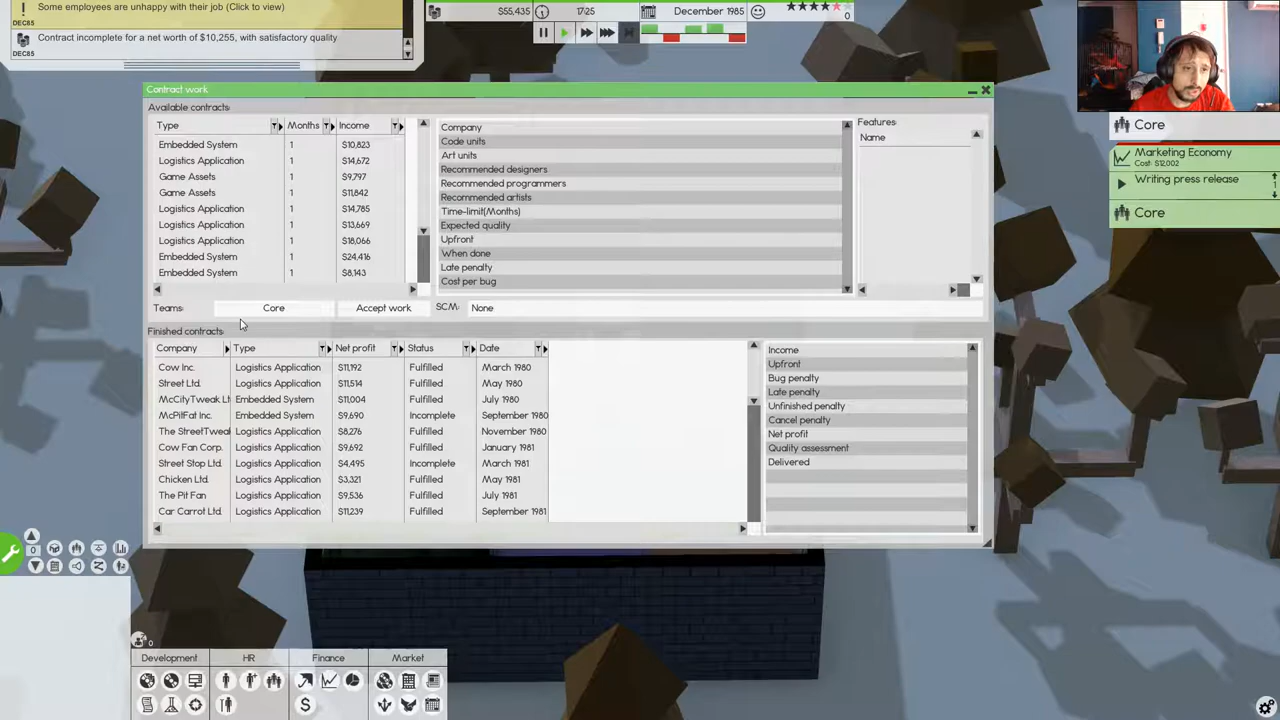 Some employees are unhappy with their job (Click to view)
DEC85
Contract incomplete for a net worth of $10,255, with satisfactory quality
DEC85
$55,435
17:25
December 1985
0
Contract work
Available contracts:
Type Months Income
Embedded System 1 $10,823
Logistics Application 1 $14,672
Game Assets 1 $9,797
Game Assets 1 $11,842
Logistics Application 1 $14,785
Logistics Application 1 $13,669
Logistics Application 1 $18,066
Embedded System 1 $24,416
Embedded System 1 $8,143
Company
Code units
Art units
Recommended designers
Recommended programmers
Recommended artists
Time-limit(Months)
Expected quality
Upfront
When done
Late penalty
Cost per bug
Features:
Name
Teams: Core Accept work SCM: None
Finished contracts:
Company Type Net profit Status Date
Cow Inc. Logistics Application $11,192 Fulfilled March 1980
Street Ltd. Logistics Application $11,514 Fulfilled May 1980
McCityTweak Lt Embedded System $11,004 Fulfilled July 1980
McPitFat Inc. Embedded System $9,690 Incomplete September 1980
The StreetTweak Logistics Application $8,276 Fulfilled November 1980
Cow Fan Corp. Logistics Application $9,692 Fulfilled January 1981
Street Stop Ltd. Logistics Application $4,495 Incomplete March 1981
Chicken Ltd. Logistics Application $3,321 Fulfilled May 1981
The Pit Fan Logistics Application $9,536 Fulfilled July 1981
Car Carrot Ltd. Logistics Application $11,239 Fulfilled September 1981
Income
Upfront
Bug penalty
Late penalty
Unfinished penalty
Cancel penalty
Net profit
Quality assessment
Delivered
Core
Marketing Economy
Cost: $12,002
Writing press release
1
1
Core
0
0
Development HR Finance Market